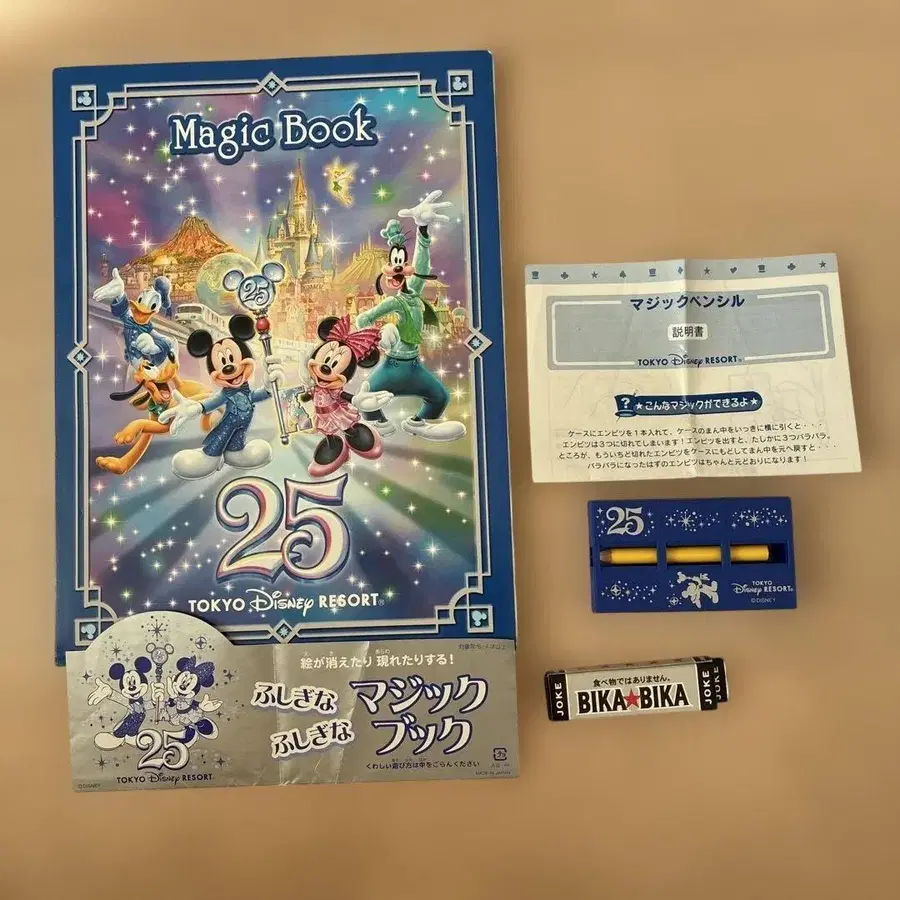 Magic Book
25
25
TOKYO Disney RESORT®
絵が消えたり 現れたりする!
ふしぎな マジック
ふしぎな ブック
くわしい遊び方は中をごらんください
MADE IN JAPAN
25
TOKYO Disney RESORT®
©DISNEY
マジックペンシル
説明書
TOKYO Disney RESORT®
? ★こんなマジックができるよ★
ケースにエンピツを1本入れて、ケースのまん中をいっきに横に引くと・・・
エンピツは3つに切れてしまいます!エンピツを出すと、たしかに3つバラバラ。
ところが、もういちど切れたエンピツをケースにもどしてまん中を元へ戻すと・・・
バラバラになったはずのエンピツはちゃんと元どおりになります!
25
TOKYO
Disney
RESORT®
©DISNEY
JOKE
食べ物ではありません。
BIKA★BIKA
JOKE
JOKE